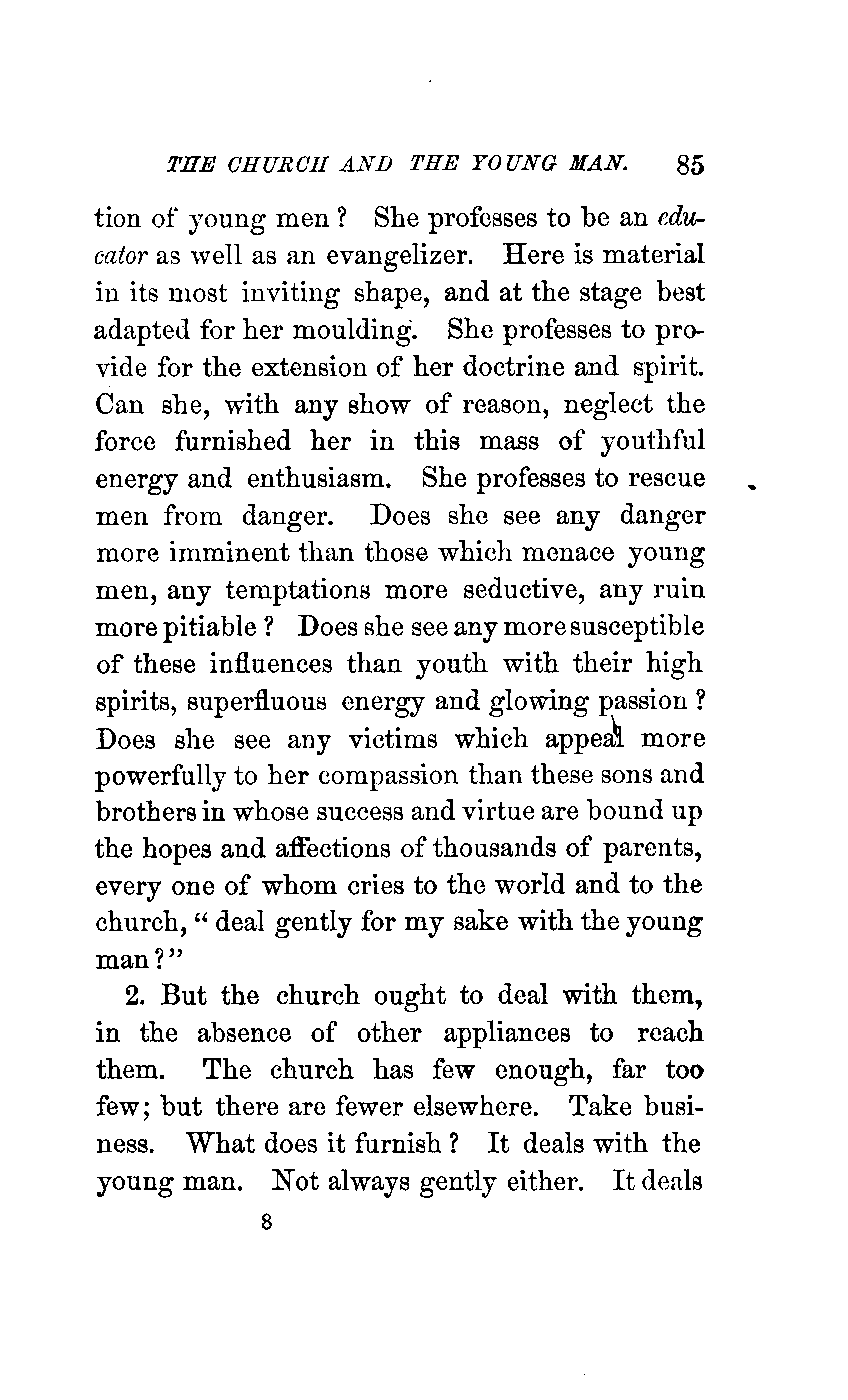 THE CHURCH AND THE YOUNG MAN. 85
tion of young men? She professes to be an edu-
cator as well as an evangelizer. Here is material
in its most inviting shape, and at the stage best
adapted for her moulding. She professes to pro-
vide for the extension of her doctrine and spirit.
Can she, with any show of reason, neglect the
force furnished her in this mass of youthful
energy and enthusiasm. She professes to rescue
men from danger. Does she see any danger
more imminent than those which menace young
men, any temptations more seductive, any ruin
more pitiable? Does she see any more susceptible
of these influences than youth with their high
spirits, superfluous energy and glowing passion?
Does she see any victims which appeal more
powerfully to her compassion than these sons and
brothers in whose success and virtue are bound up
the hopes and affections of thousands of parents,
every one of whom cries to the world and to the
church, "deal gently for my sake with the young
man?"
2. But the church ought to deal with them,
in the absence of other appliances to reach
them. The church has few enough, far too
few; but there are fewer elsewhere. Take busi-
ness. What does it furnish? It deals with the
young man. Not always gently either. It deals
8